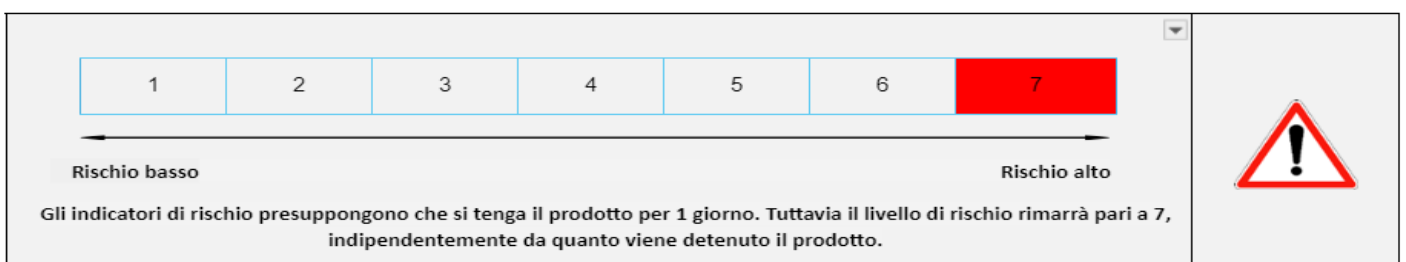 1 2 3 4 5 6 7
Rischio basso Rischio alto
Gli indicatori di rischio presuppongono che si tenga il prodotto per 1 giorno. Tuttavia il livello di rischio rimarrà pari a 7,
indipendentemente da quanto viene detenuto il prodotto.